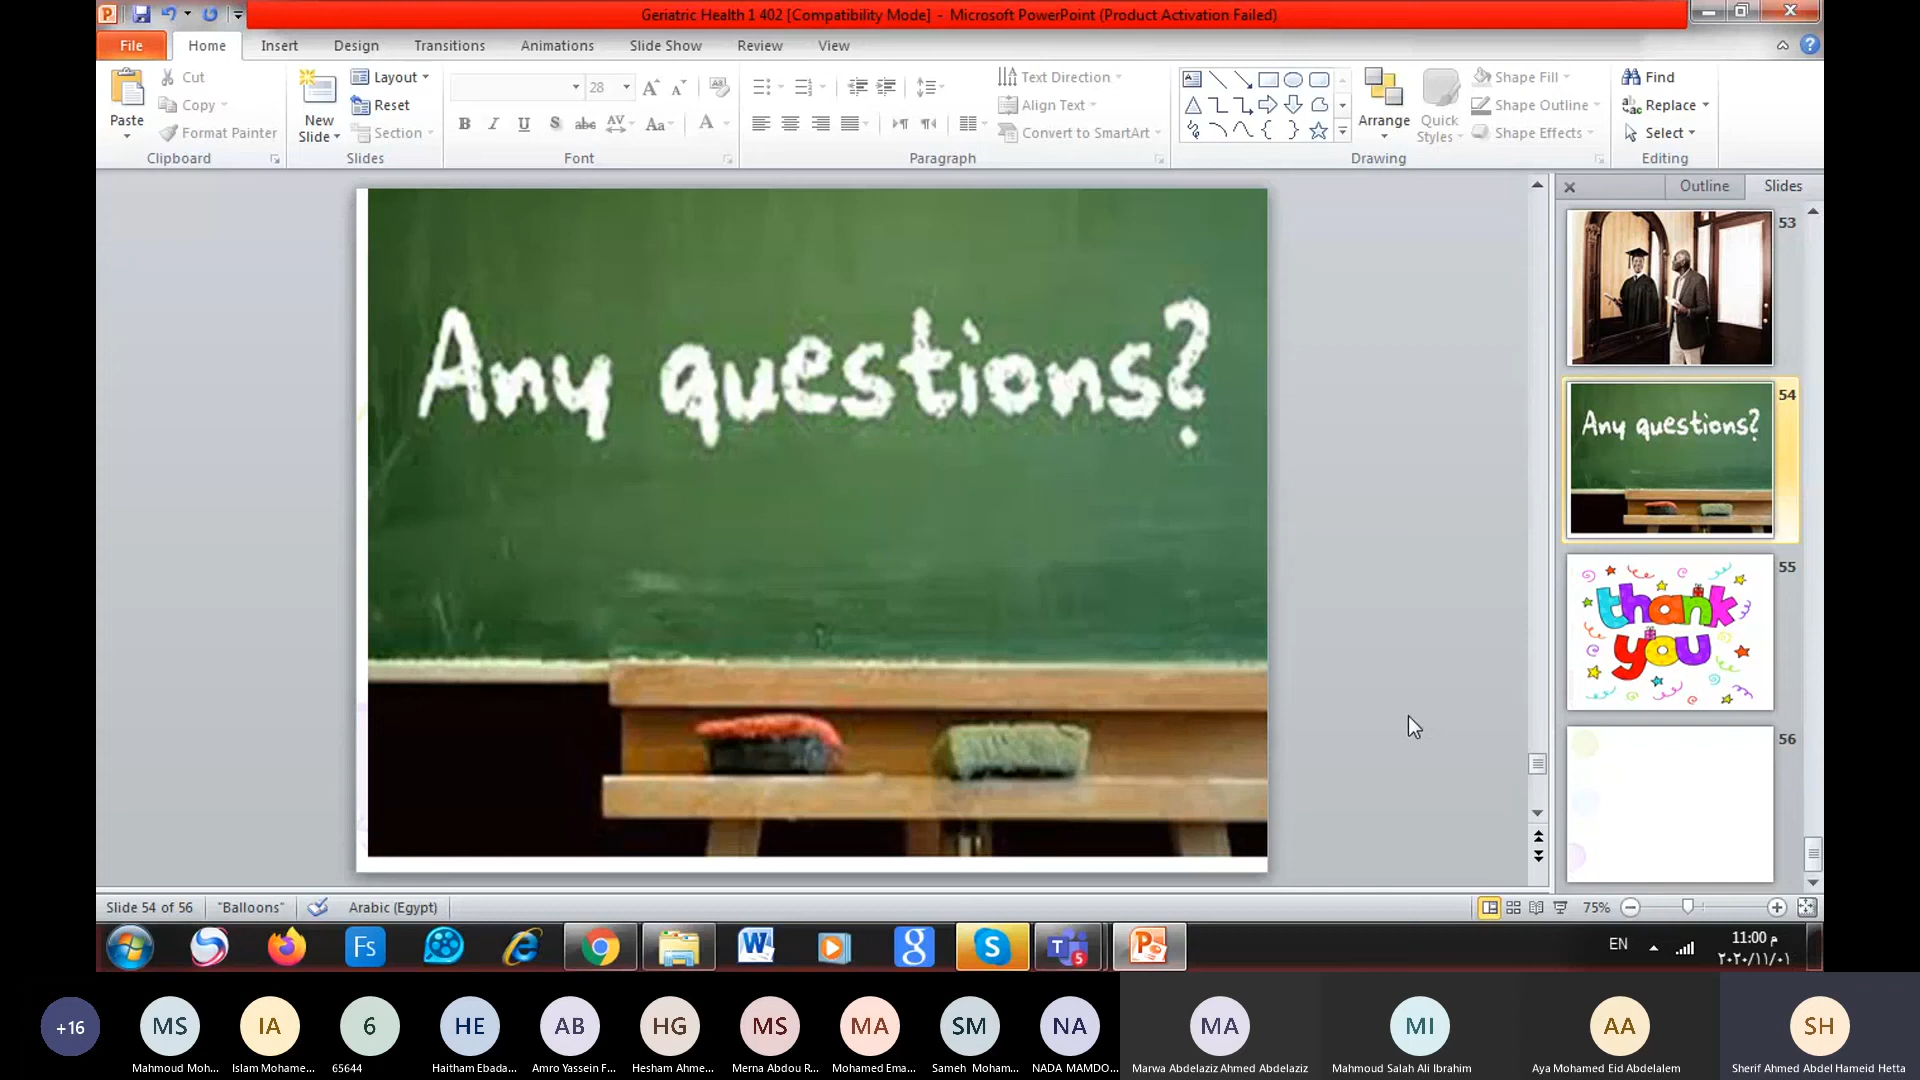 Geriatric Health 1 402 [Compatibility Mode] - Microsoft PowerPoint (Product Activation Failed)
File Home Insert Design Transitions Animations Slide Show Review View
Paste
Cut
Copy
Format Painter
Clipboard
New Slide
Layout
Reset
Section
Slides
28
B I U S abc AV Aa A
Font
Text Direction
Align Text
Convert to SmartArt
Paragraph
Arrange
Quick Styles
Shape Fill
Shape Outline
Shape Effects
Drawing
Find
Replace
Select
Editing
Any questions?
Outline Slides
53
54
Any questions?
55
thank
you
56
Slide 54 of 56 "Balloons" Arabic (Egypt) 75%
Fs
EN
11:00 م
٢٠٢٠/١١/٠١
+16 MS IA 6 HE AB HG MS MA SM NA MA MI AA SH
Mahmoud Moh... Islam Mohame... 65644 Haitham Ebada... Amro Yassein F... Hesham Ahme... Merna Abdou R... Mohamed Ema... Sameh Moham... NADA MAMDO... Marwa Abdelaziz Ahmed Abdelaziz Mahmoud Salah Ali Ibrahim Aya Mohamed Eid Abdelalem Sherif Ahmed Abdel Hameid Hetta